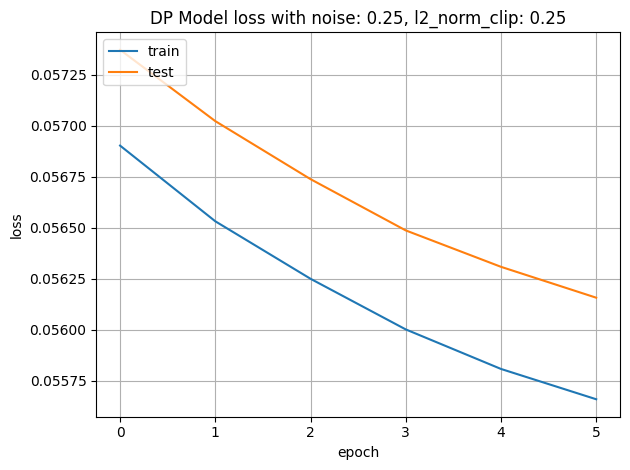 DP Model loss with noise: 0.25, l2_norm_clip: 0.25
train
test
0.05725
0.05700
0.05675
0.05650
0.05625
0.05600
0.05575
loss
0 1 2 3 4 5
epoch